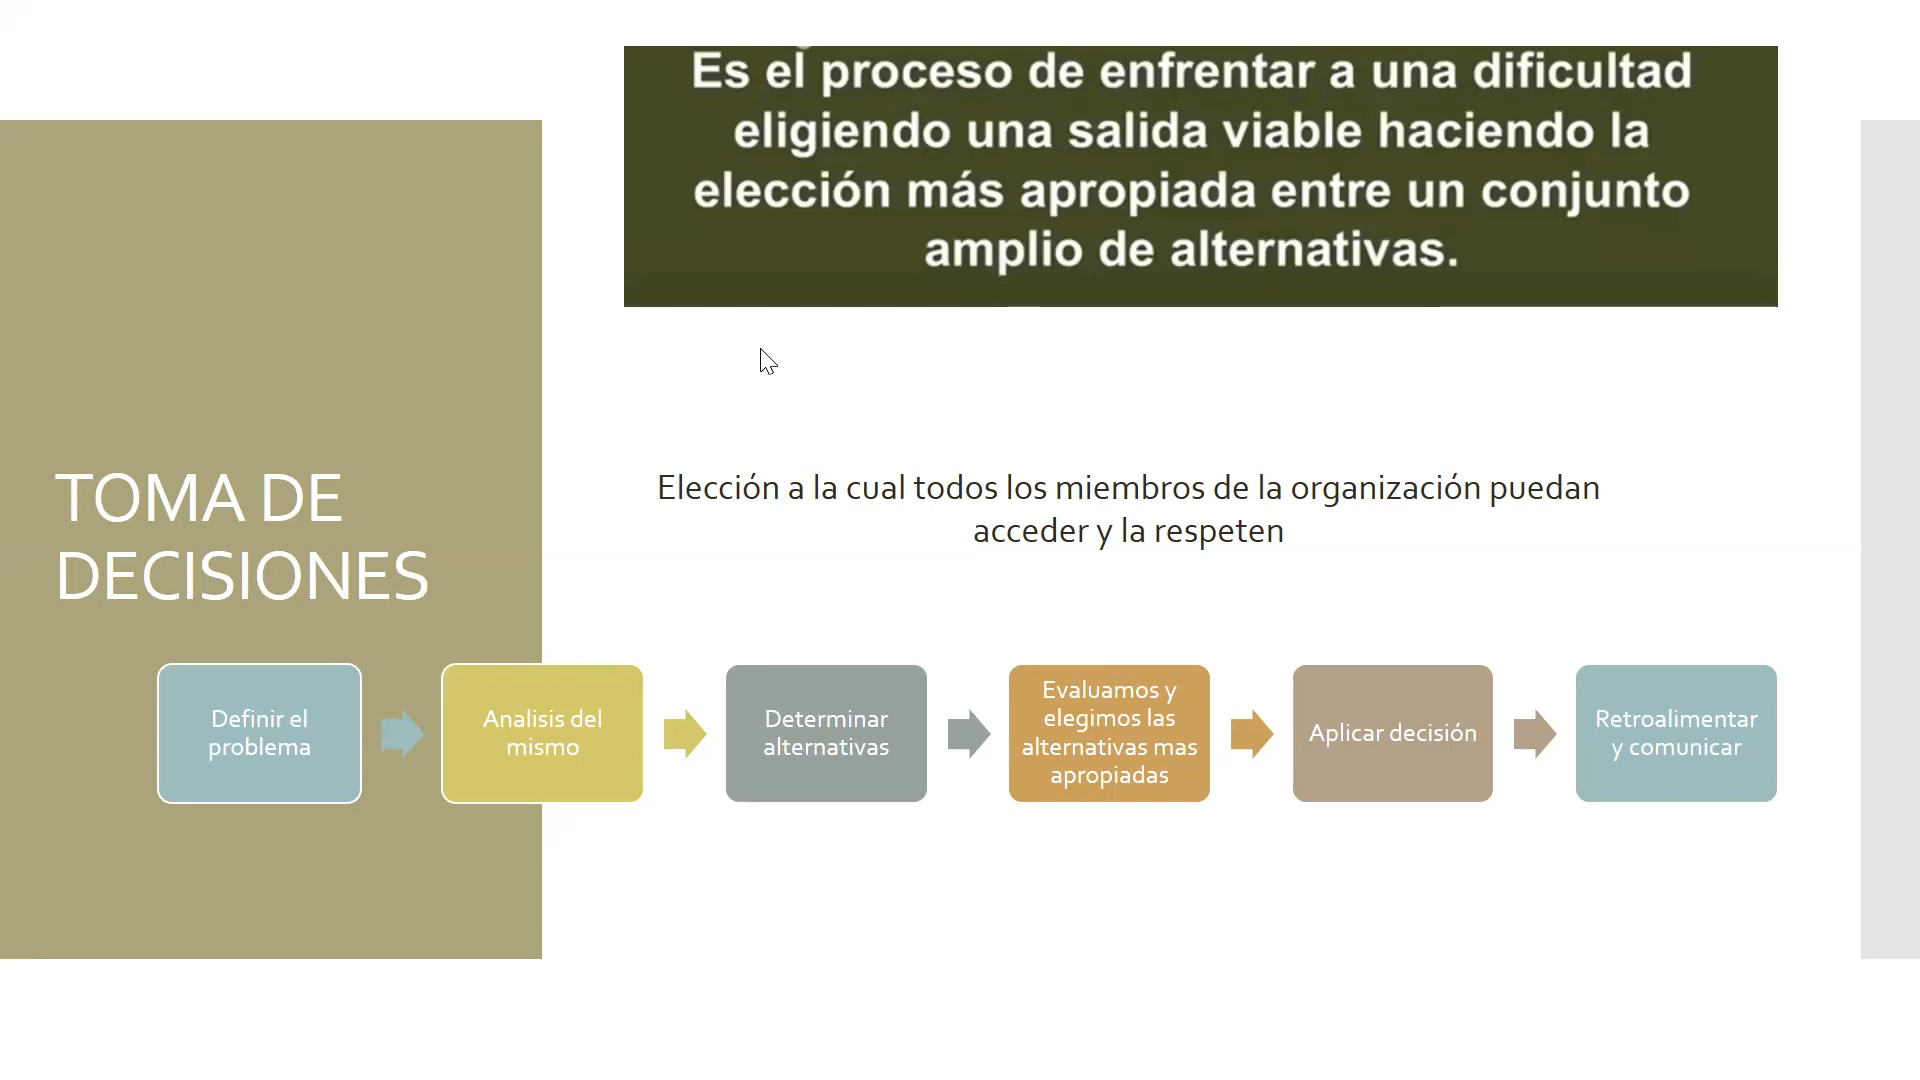 Es el proceso de enfrentar a una dificultad
eligiendo una salida viable haciendo la
elección más apropiada entre un conjunto
amplio de alternativas.
Elección a la cual todos los miembros de la organización puedan
acceder y la respeten
TOMA DE
DECISIONES
Definir el
problema
Analisis del
mismo
Determinar
alternativas
Evaluamos y
elegimos las
alternativas mas
apropiadas
Aplicar decisión
Retroalimentar
y comunicar